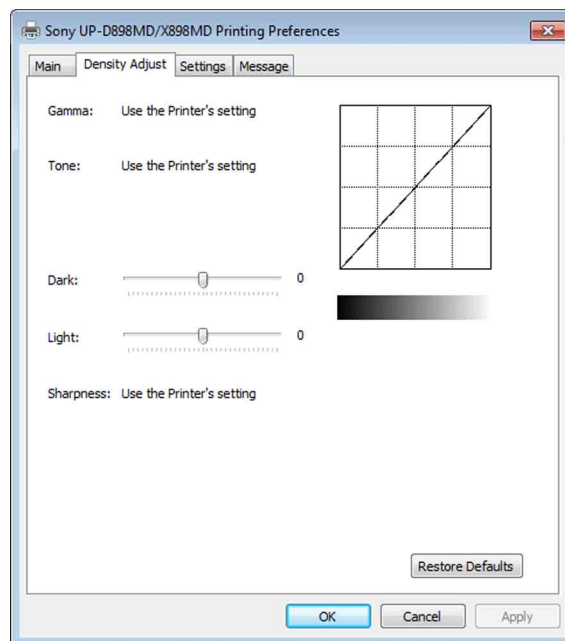 Sony UP-D898MD/X898MD Printing Preferences
Main Density Adjust Settings Message
Gamma: Use the Printer's setting
Tone: Use the Printer's setting
Dark: 0
Light: 0
Sharpness: Use the Printer's setting
Restore Defaults
OK Cancel Apply